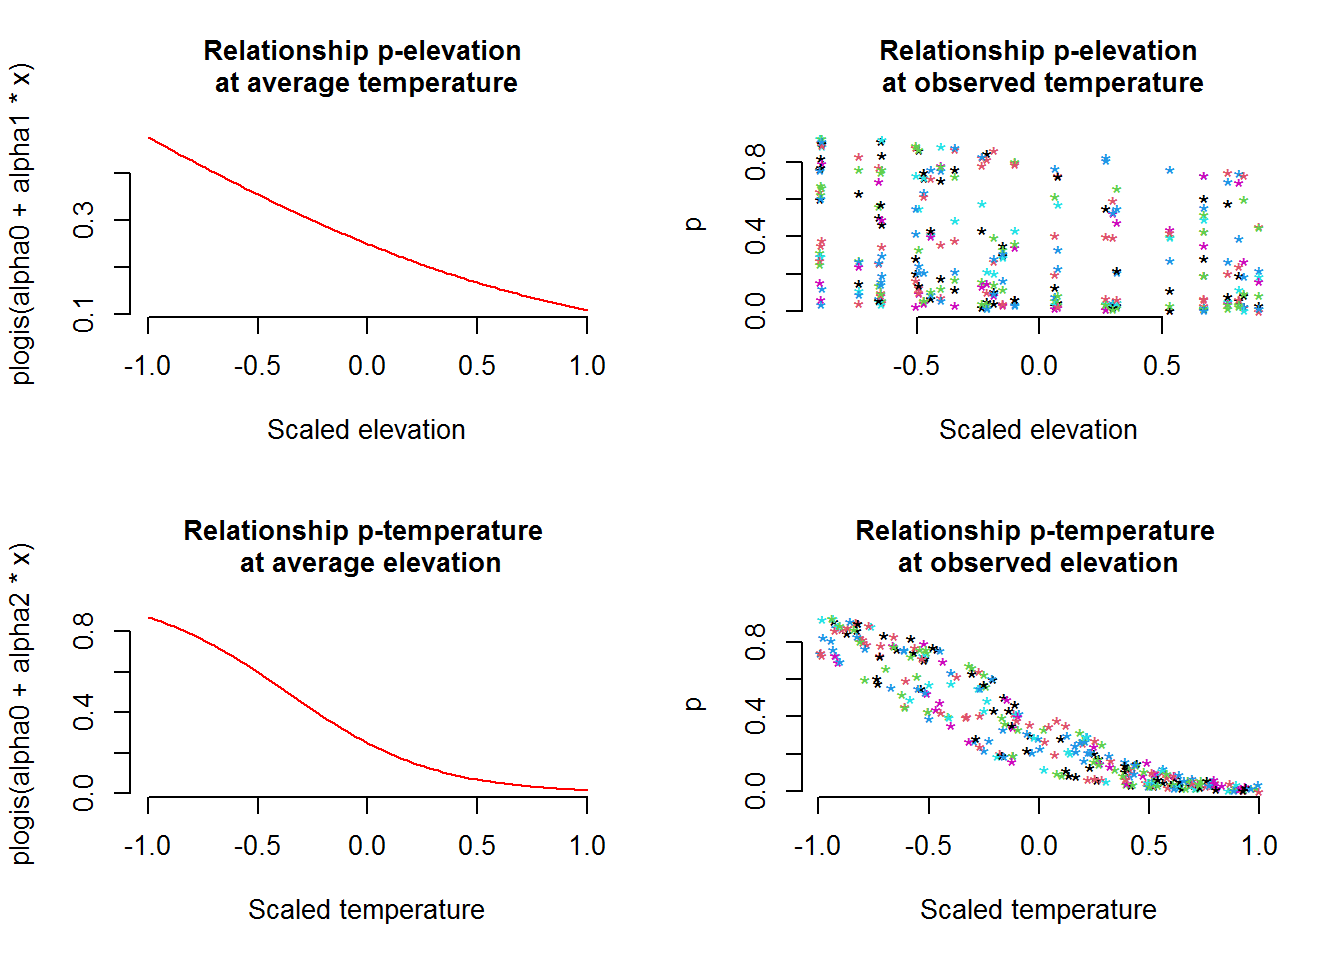 Relationship p-elevation
at average temperature
plogis(alpha0 + alpha1 * x)
0.3
0.1
-1.0 -0.5 0.0 0.5 1.0
Scaled elevation
Relationship p-elevation
at observed temperature
p
0.8
0.4
0.0
-0.5 0.0 0.5
Scaled elevation
Relationship p-temperature
at average elevation
plogis(alpha0 + alpha2 * x)
0.8
0.4
0.0
-1.0 -0.5 0.0 0.5 1.0
Scaled temperature
Relationship p-temperature
at observed elevation
p
0.8
0.4
0.0
-1.0 -0.5 0.0 0.5 1.0
Scaled temperature